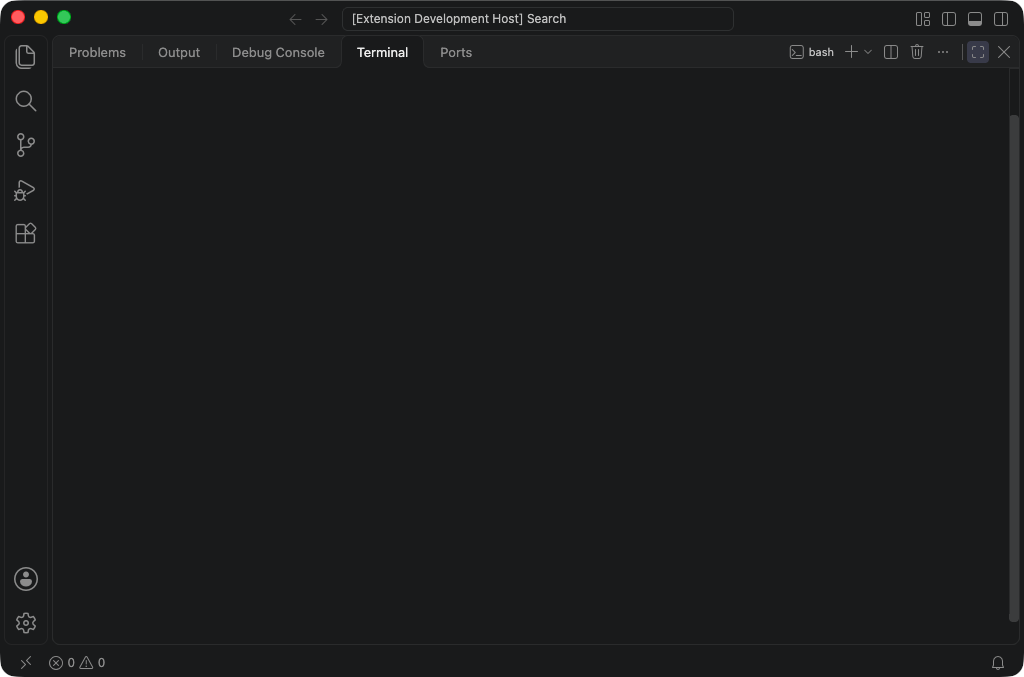 [Extension Development Host] Search
Problems Output Debug Console Terminal Ports bash
0 0